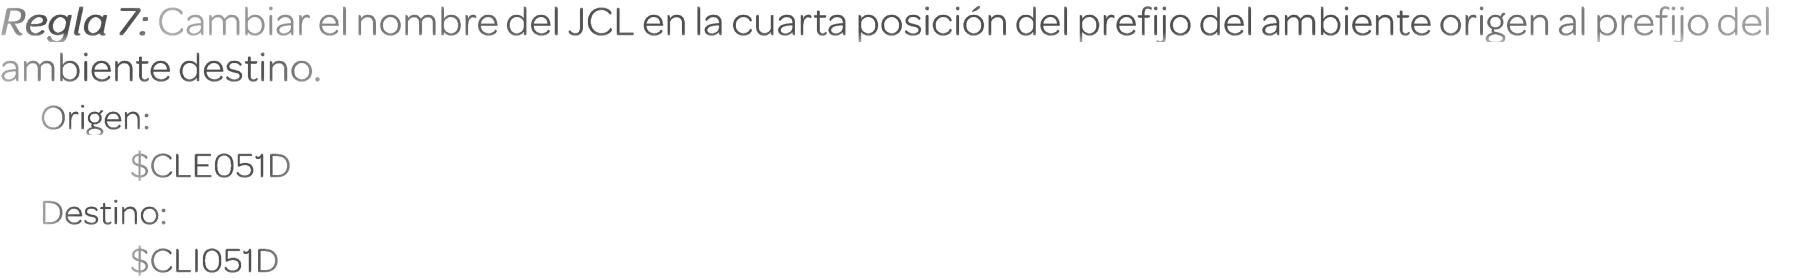 Regla 7: Cambiar el nombre del JCL en la cuarta posición del prefijo del ambiente origen al prefijo del
ambiente destino.
Origen:
$CLE051D
Destino:
$CLI051D